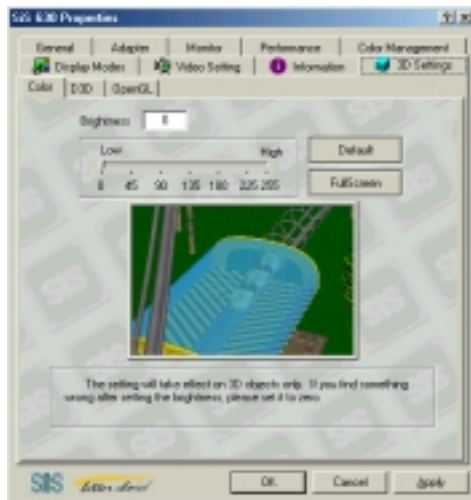 SiS 630 Properties
General Adapter Monitor Performance Color Management
Display Modes Video Setting Information 3D Settings
Color D3D OpenGL
Brightness 0
Low High
0 45 90 135 180 225 255
Default
FullScreen
The setting will take effect on 3D objects only. If you find something
wrong after setting the brightness, please set it to zero.
SiS OK Cancel Apply